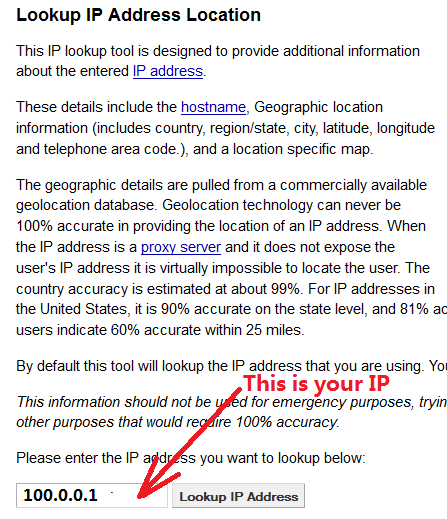 Lookup IP Address Location
This IP lookup tool is designed to provide additional information
about the entered IP address.
These details include the hostname, Geographic location
information (includes country, region/state, city, latitude, longitude
and telephone area code.), and a location specific map.
The geographic details are pulled from a commercially available
geolocation database. Geolocation technology can never be
100% accurate in providing the location of an IP address. When
the IP address is a proxy server and it does not expose the
user's IP address it is virtually impossible to locate the user. The
country accuracy is estimated at about 99%. For IP addresses in
the United States, it is 90% accurate on the state level, and 81%
users indicate 60% accurate within 25 miles.
By default this tool will lookup the IP address that you are using.
This is your IP
This information should not be used for emergency purposes,
other purposes that would require 100% accuracy.
Please enter the IP address you want to lookup below:
100.0.0.1
Lookup IP Address